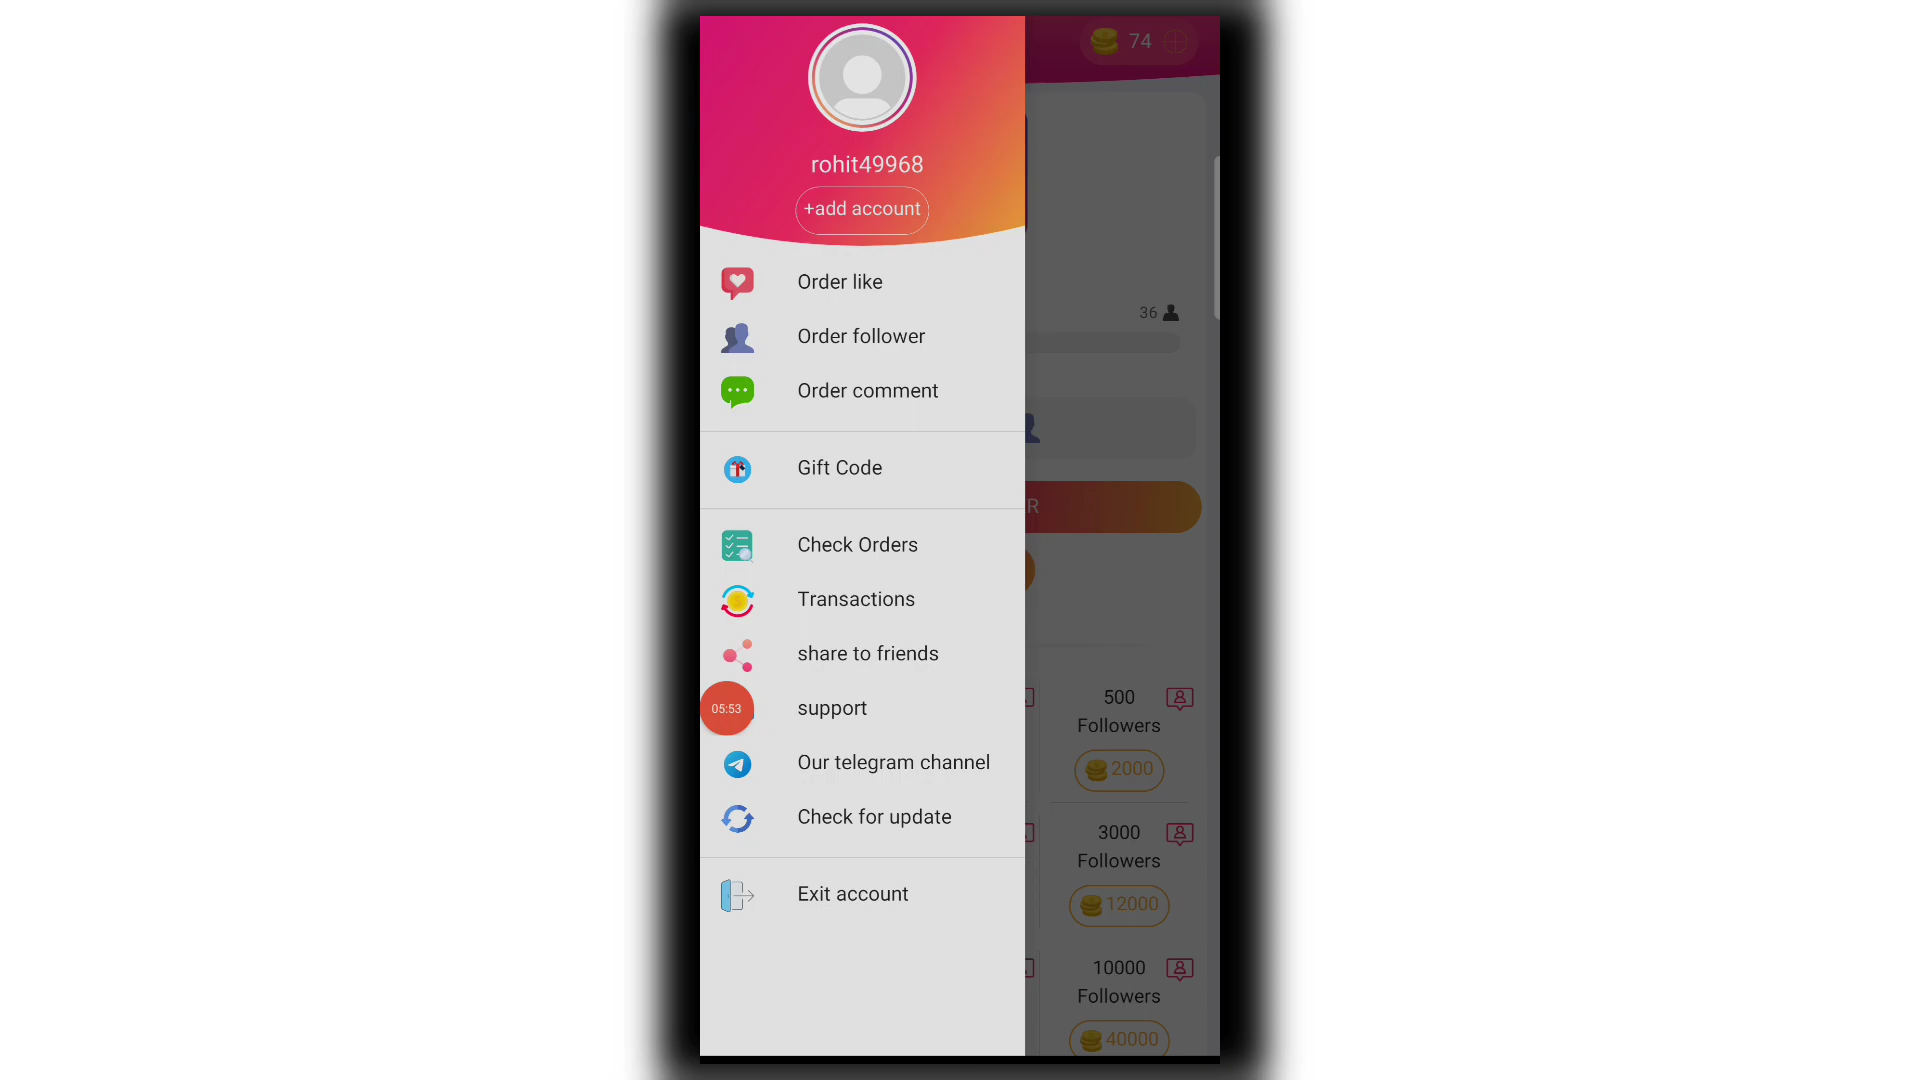 74
rohit49968
+add account
Order like
Order follower
Order comment
Gift Code
Check Orders
Transactions
share to friends
05:53
support
Our telegram channel
Check for update
Exit account
36
R
500
Followers
2000
3000
Followers
12000
10000
Followers
40000